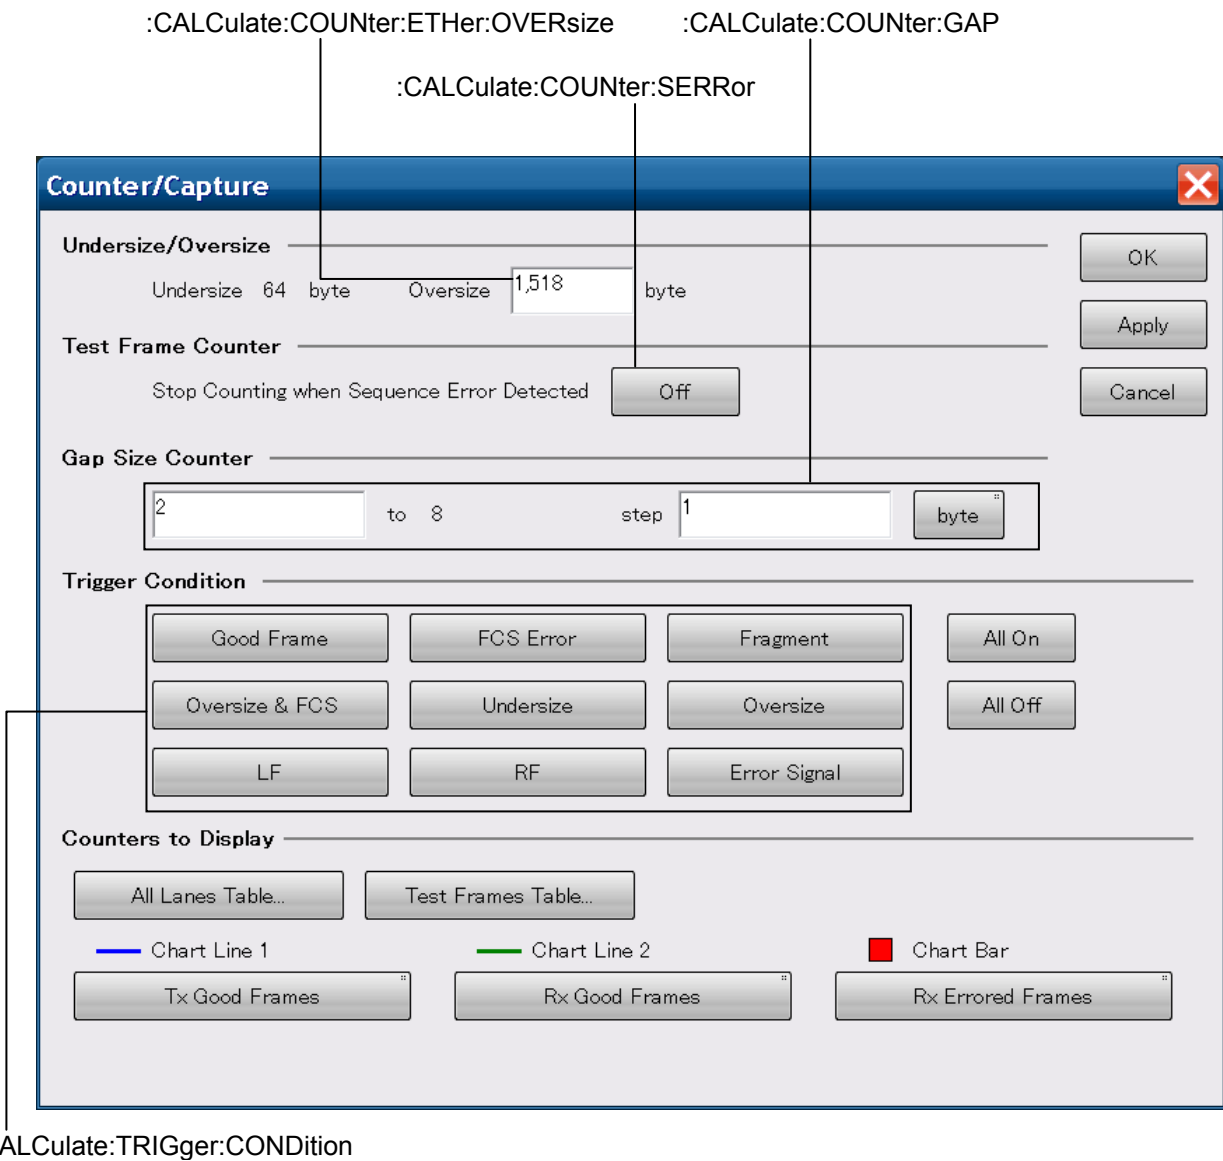 :CALCulate:COUNter:ETHer:OVERsize :CALCulate:COUNter:GAP
:CALCulate:COUNter:SERRor
Counter/Capture
Undersize/Oversize
OK
Undersize 64 byte Oversize 1,518 byte
Apply
Test Frame Counter
Stop Counting when Sequence Error Detected Off
Cancel
Gap Size Counter
2 to 8 step 1 byte
Trigger Condition
Good Frame FCS Error Fragment All On
Oversize & FCS Undersize Oversize All Off
LF RF Error Signal
Counters to Display
All Lanes Table... Test Frames Table...
Chart Line 1 Chart Line 2 Chart Bar
Tx Good Frames Rx Good Frames Rx Errored Frames
ALCulate:TRIGger:CONDition